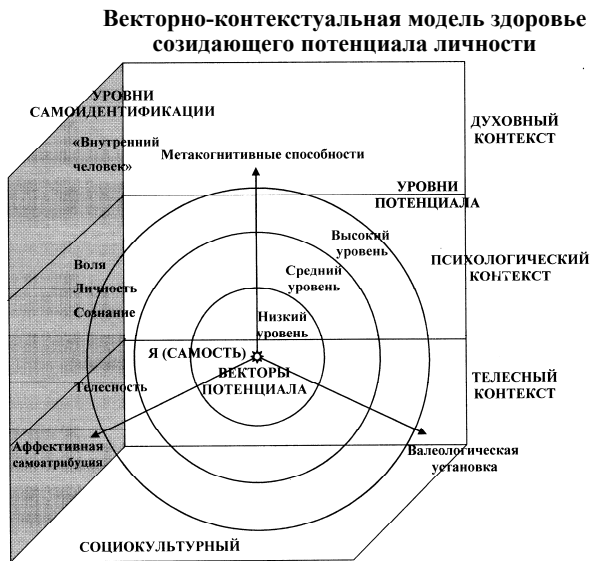 Векторно-контекстуальная модель здоровье
созидающего потенциала личности
УРОВНИ
САМОИДЕНТИФИКАЦИИ
ДУХОВНЫЙ
КОНТЕКСТ
«Внутренний
человек»
Метакогнитивные способности
УРОВНИ
ПОТЕНЦИАЛА
Высокий
уровень
Воля
Личность
Сознание
Средний
уровень
ПСИХОЛОГИЧЕСКИЙ
КОНТЕКСТ
Низкий
уровень
Я (САМОСТЬ)
ВЕКТОРЫ
ПОТЕНЦИАЛА
Телесность
ТЕЛЕСНЫЙ
КОНТЕКСТ
Аффективная
самоатрибуция
Валеологическая
установка
СОЦИОКУЛЬТУРНЫЙ